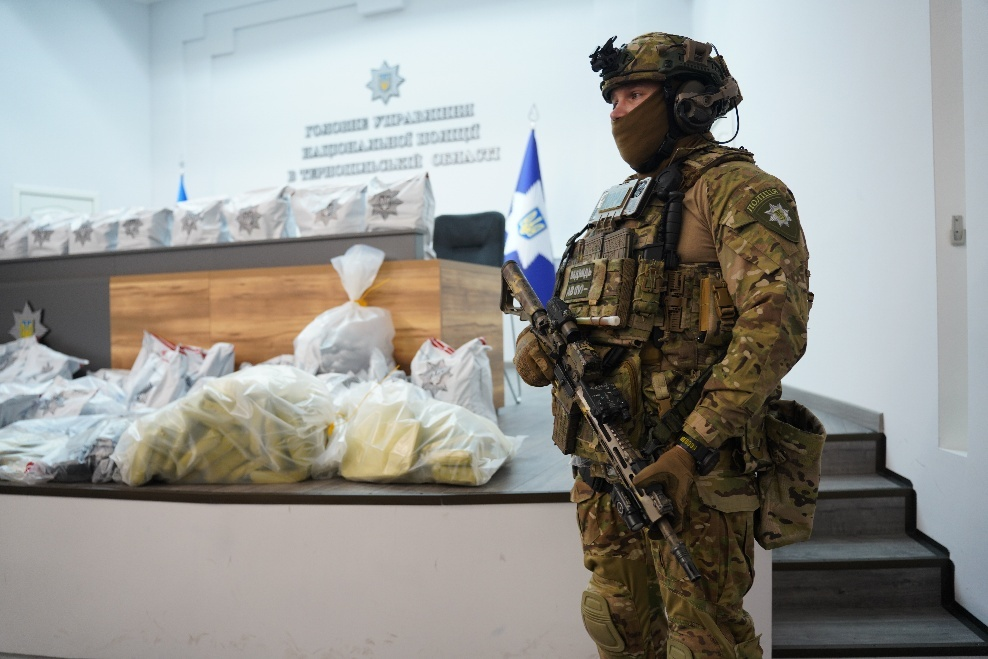 ГОЛОВНЕ УПРАВЛІННЯ
НАЦІОНАЛЬНОЇ ПОЛІЦІЇ
В ТЕРНОПІЛЬСЬКІЙ ОБЛАСТІ
ПОЛІЦІЯ